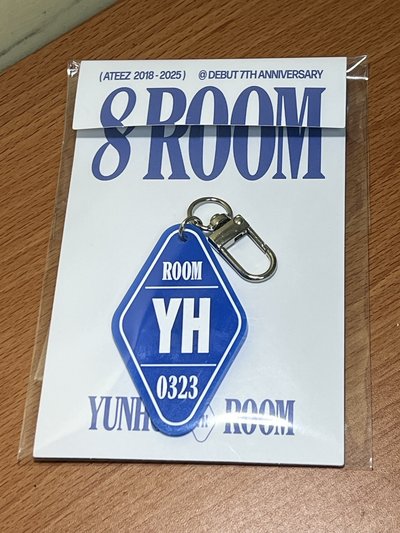 ( ATEEZ 2018 - 2025 ) @ DEBUT 7TH ANNIVERSARY
8 ROOM
ROOM
YH
0323
ROOM